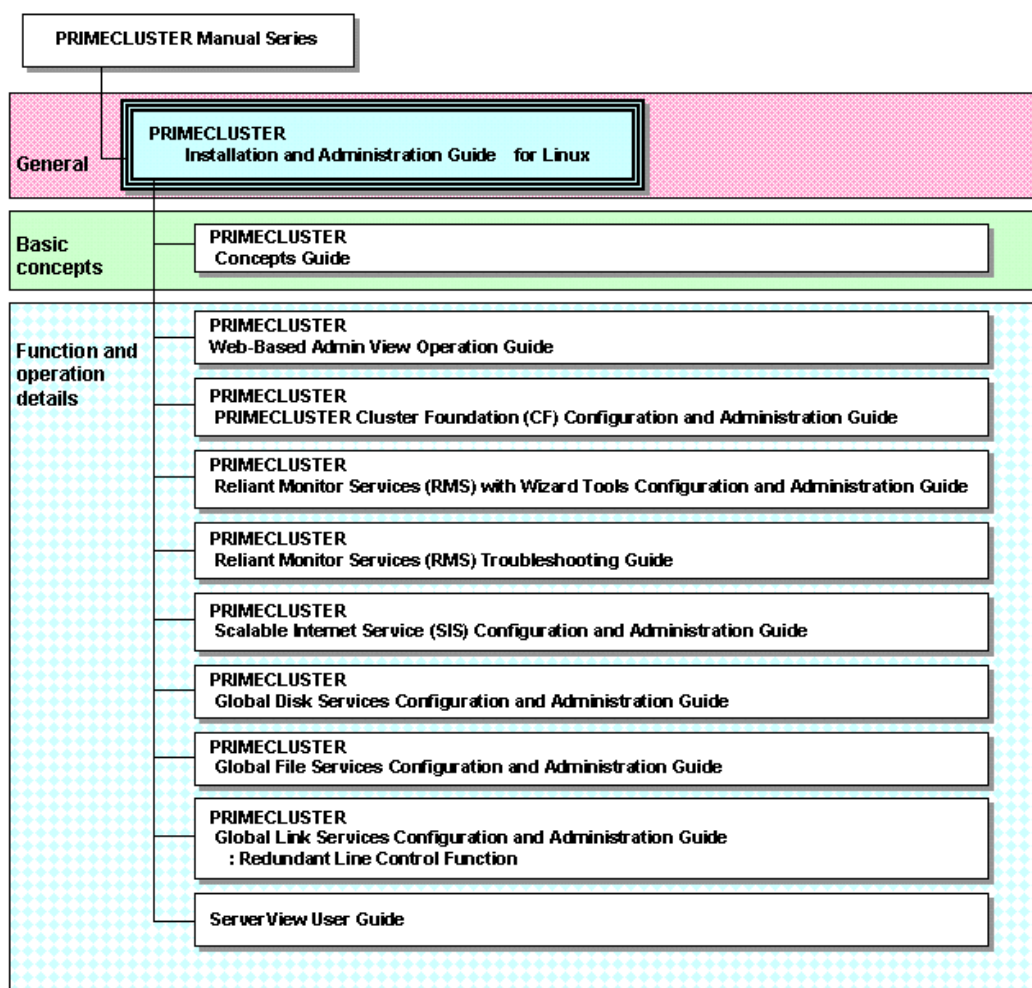 PRIMECLUSTER Manual Series
General
PRIMECLUSTER
Installation and Administration Guide for Linux
Basic
concepts
PRIMECLUSTER
Concepts Guide
Function and
operation
details
PRIMECLUSTER
Web-Based Admin View Operation Guide
PRIMECLUSTER
PRIMECLUSTER Cluster Foundation (CF) Configuration and Administration Guide
PRIMECLUSTER
Reliant Monitor Services (RMS) with Wizard Tools Configuration and Administration Guide
PRIMECLUSTER
Reliant Monitor Services (RMS) Troubleshooting Guide
PRIMECLUSTER
Scalable Internet Service (SIS) Configuration and Administration Guide
PRIMECLUSTER
Global Disk Services Configuration and Administration Guide
PRIMECLUSTER
Global File Services Configuration and Administration Guide
PRIMECLUSTER
Global Link Services Configuration and Administration Guide
: Redundant Line Control Function
ServerView User Guide